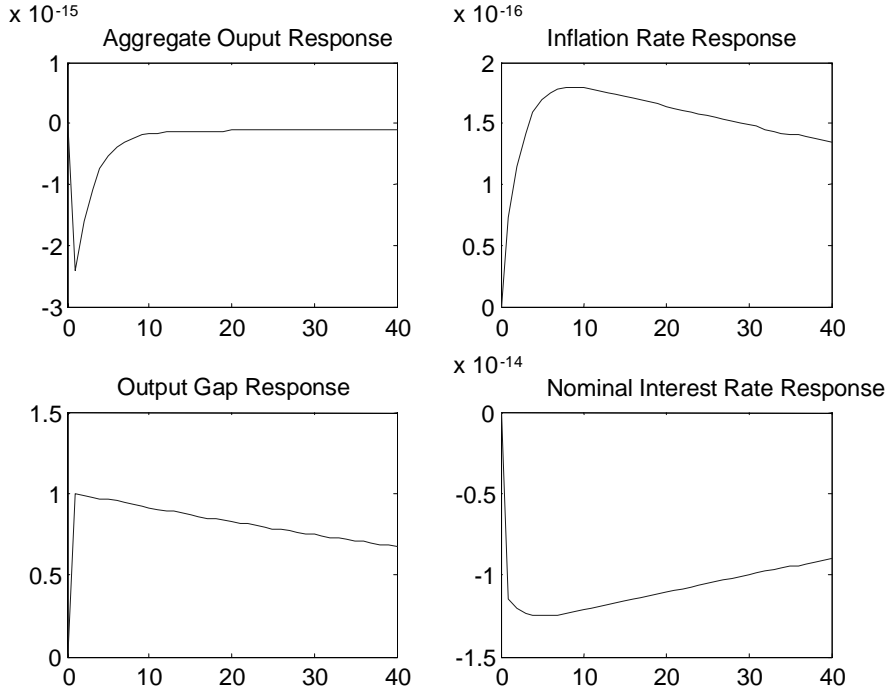 x 10-15
Aggregate Ouput Response
1
0
-1
-2
-3
0 10 20 30 40
x 10-16
Inflation Rate Response
2
1.5
1
0.5
0
0 10 20 30 40
Output Gap Response
1.5
1
0.5
0
0 10 20 30 40
x 10-14
Nominal Interest Rate Response
0
-0.5
-1
-1.5
0 10 20 30 40